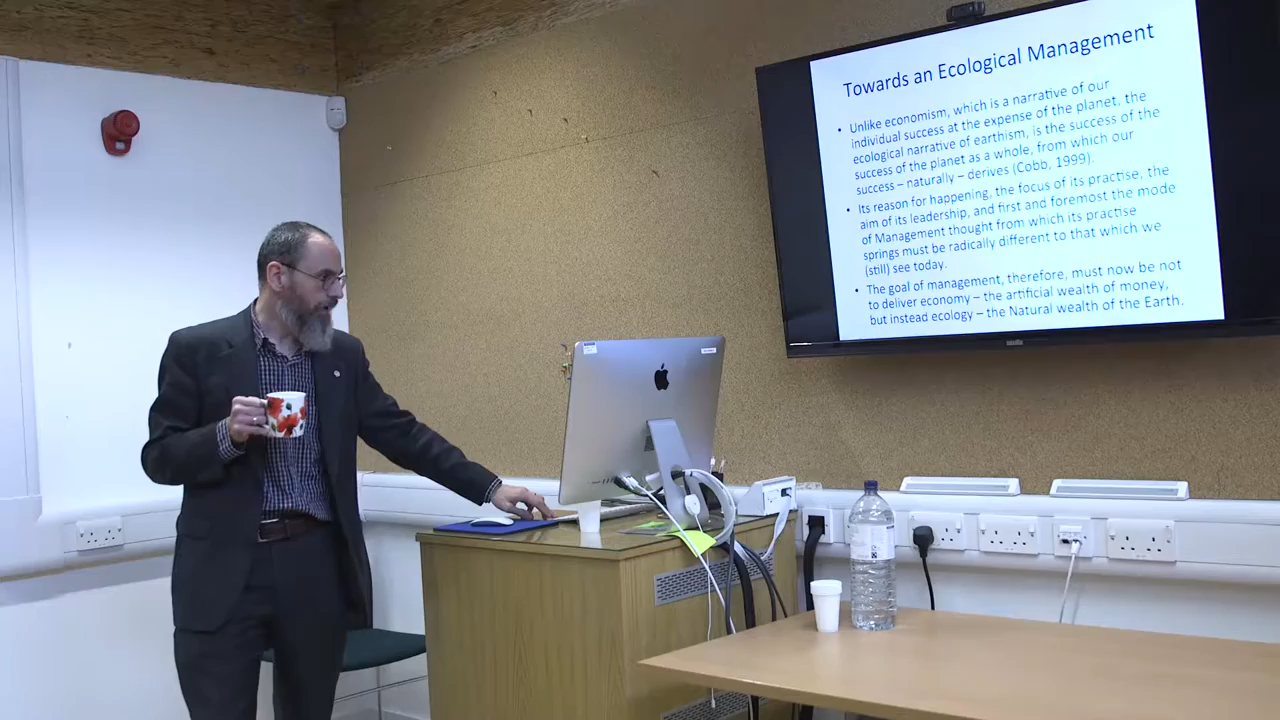 Towards an Ecological Management
• Unlike economism, which is a narrative of our
individual success at the expense of the planet, the
ecological narrative of earthism, is the success of the
success of the planet as a whole, from which our
success – naturally – derives (Cobb, 1999).
• Its reason for happening, the focus of its practise, the
aim of its leadership, and first and foremost the mode
of Management thought from which its practise
springs must be radically different to that which we
(still) see today.
• The goal of management, therefore, must now be not
to deliver economy – the artificial wealth of money,
but instead ecology – the Natural wealth of the Earth.